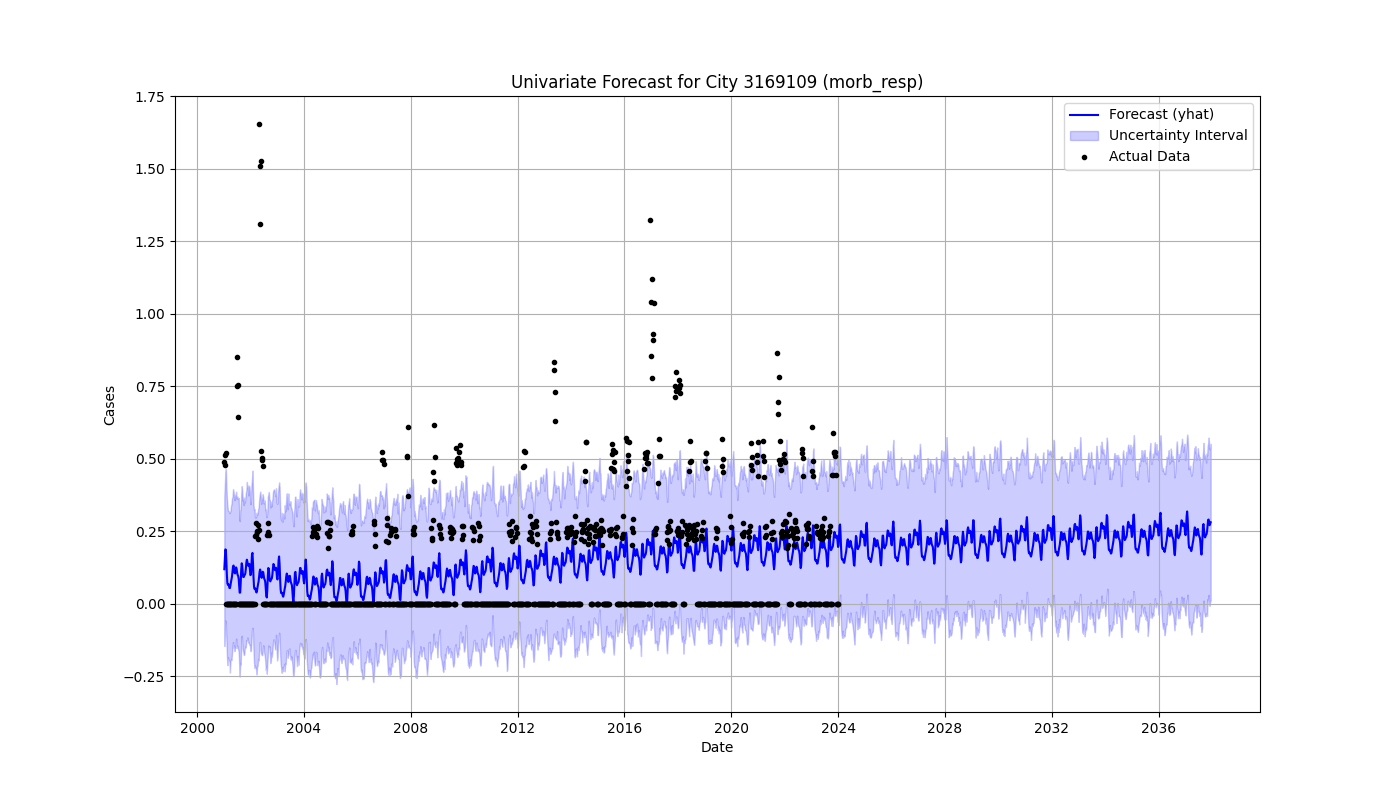 Univariate Forecast for City 3169109 (morb_resp)
Forecast (yhat)
Uncertainty Interval
Actual Data
1.75
1.50
1.25
1.00
0.75
0.50
0.25
0.00
−0.25
Cases
2000 2004 2008 2012 2016 2020 2024 2028 2032 2036
Date